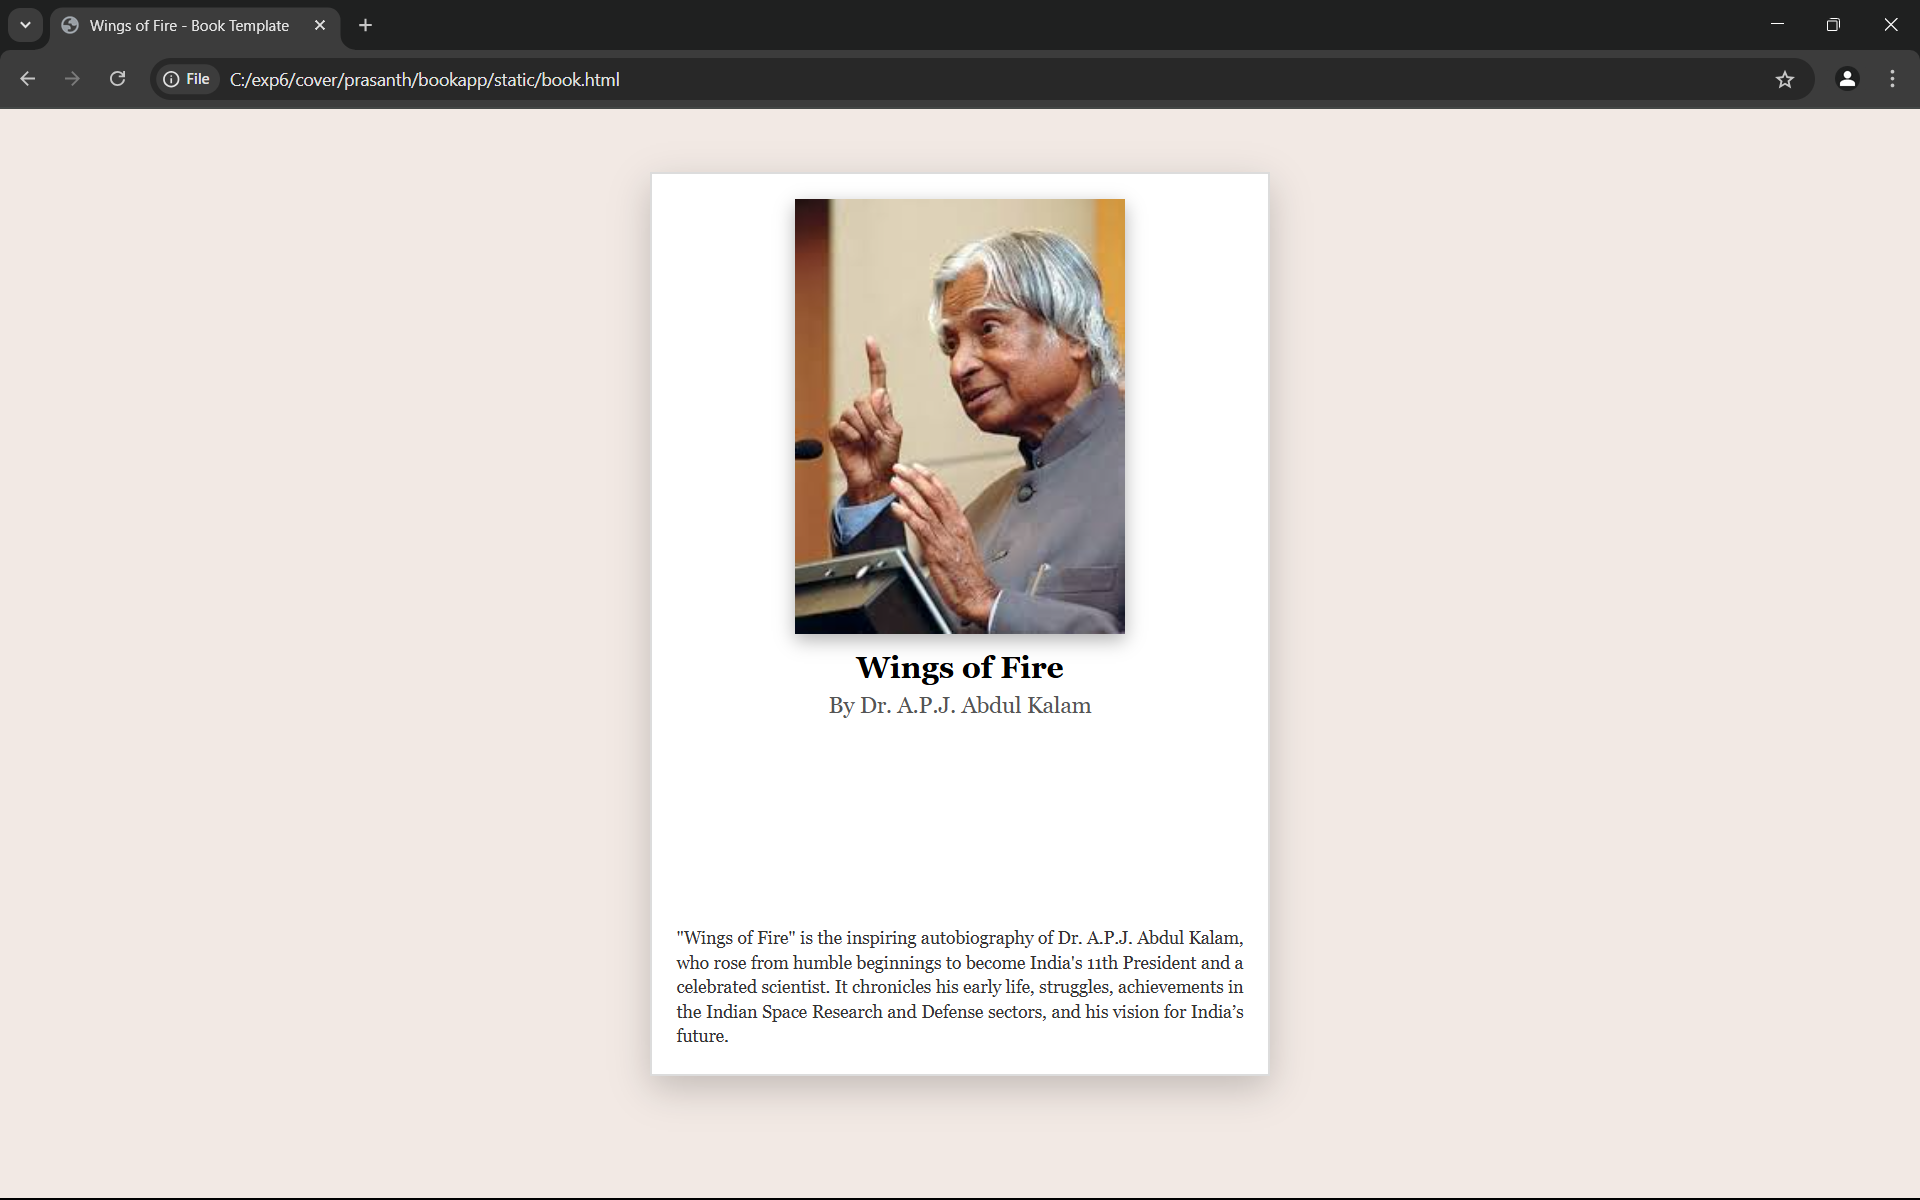 Wings of Fire - Book Template
File
C:/exp6/cover/prasanth/bookapp/static/book.html
Wings of Fire
By Dr. A.P.J. Abdul Kalam
"Wings of Fire" is the inspiring autobiography of Dr. A.P.J. Abdul Kalam,
who rose from humble beginnings to become India's 11th President and a
celebrated scientist. It chronicles his early life, struggles, achievements in
the Indian Space Research and Defense sectors, and his vision for India’s
future.